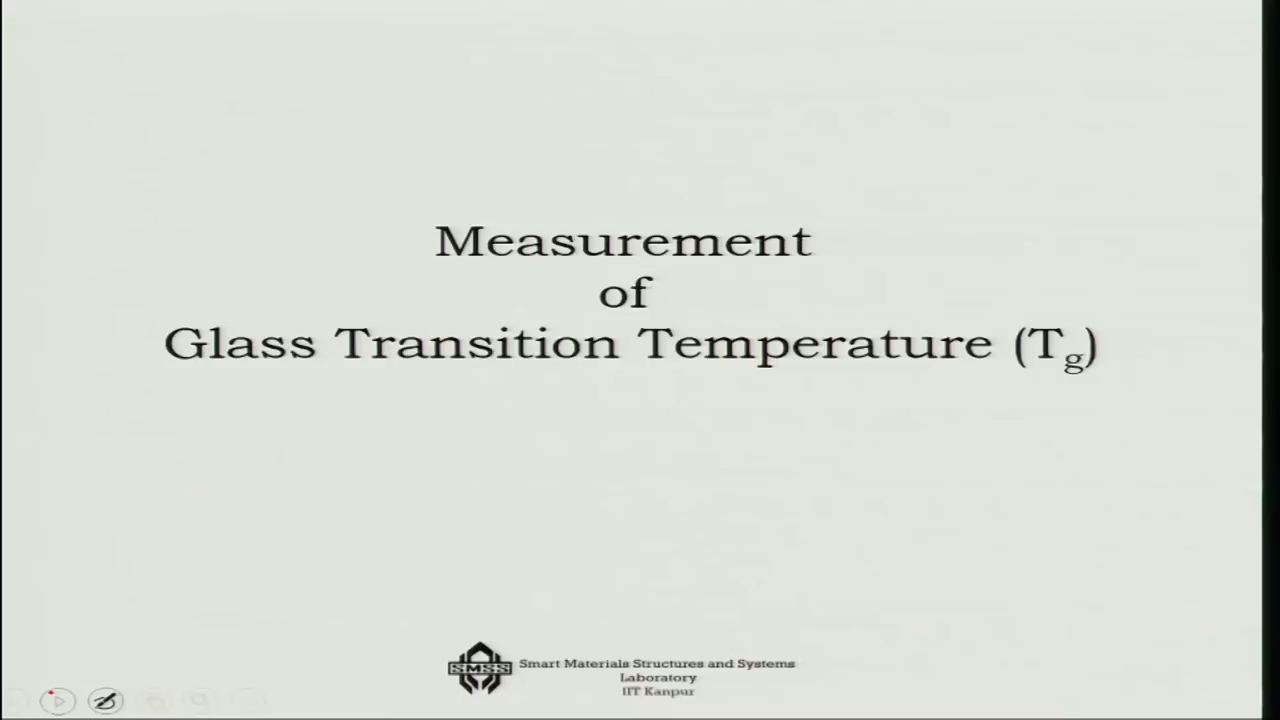 Measurement
of
Glass Transition Temperature (Tg)
SMSS
Smart Materials Structures and Systems
Laboratory
IIT Kanpur